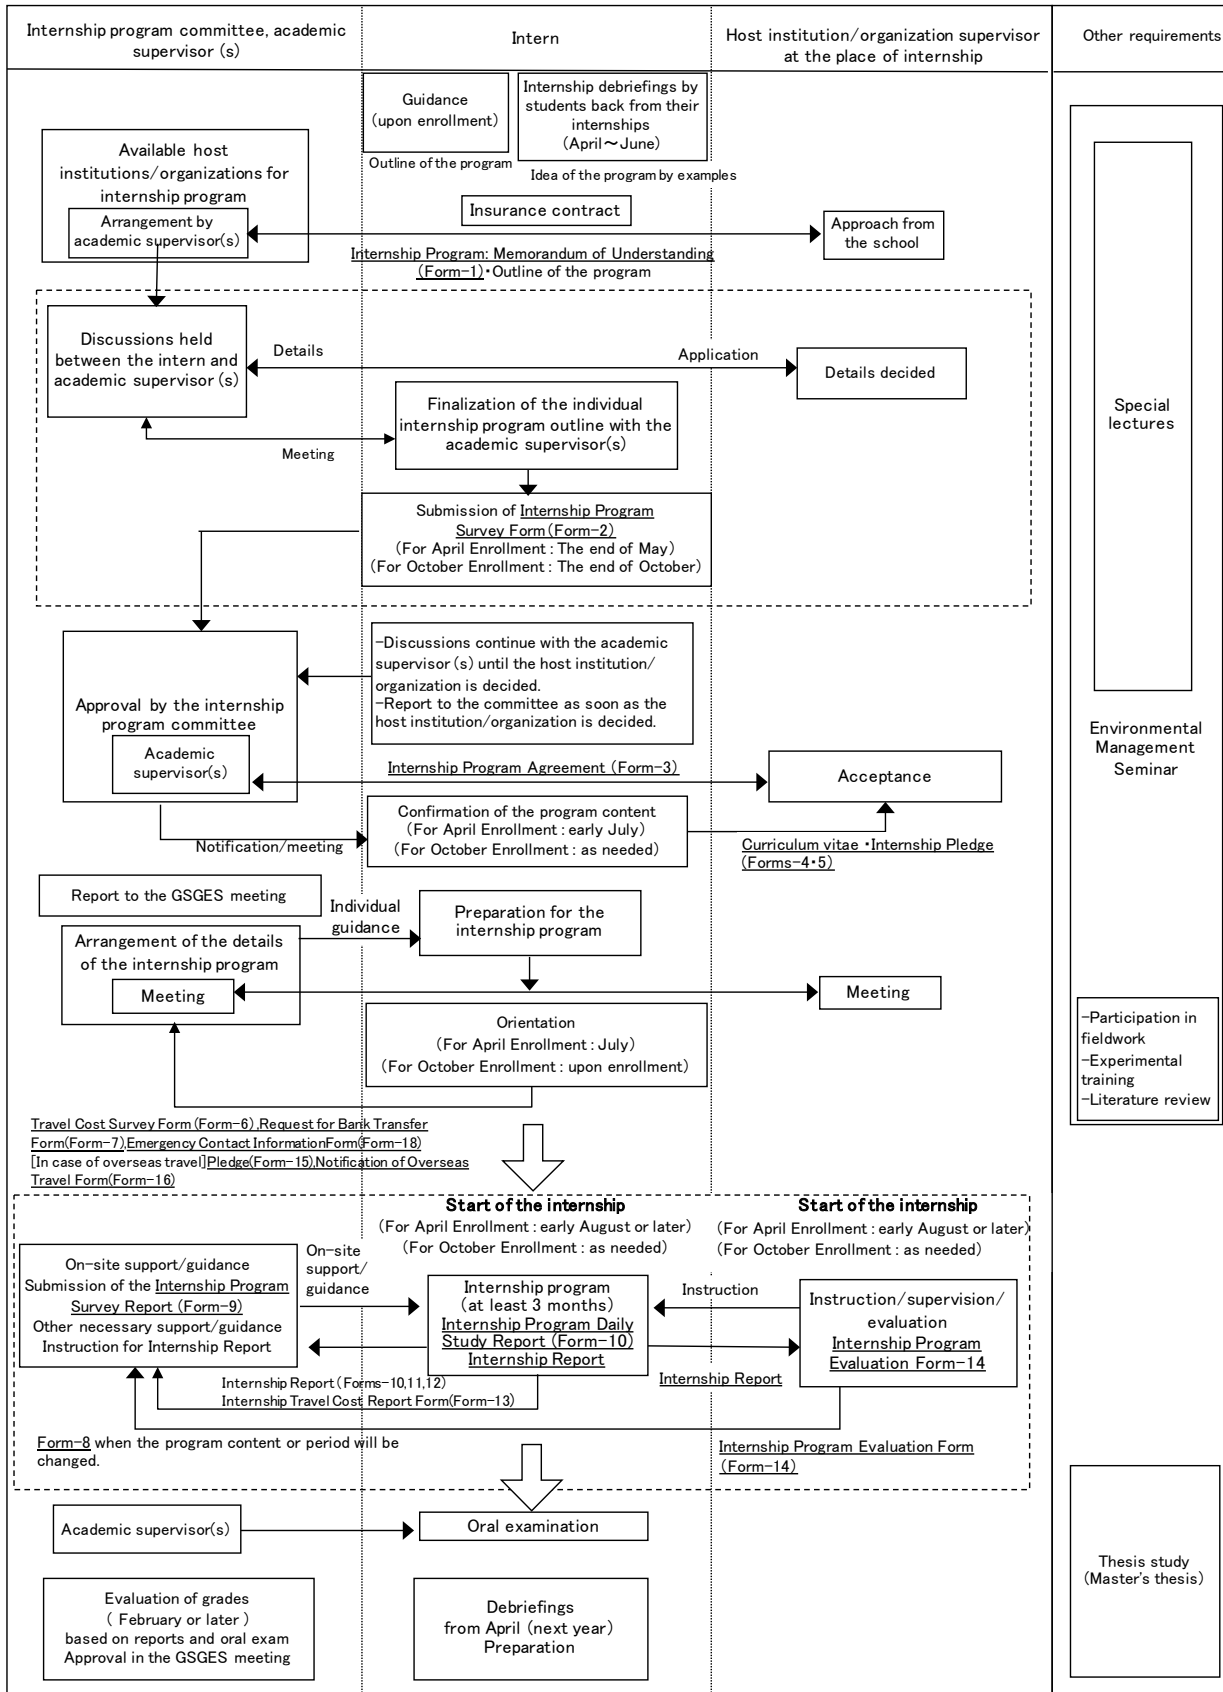 Internship program committee, academic
supervisor (s)
Intern
Host institution/organization supervisor
at the place of internship
Other requirements
Guidance
(upon enrollment)
Outline of the program
Internship debriefings by
students back from their
internships
(April～June)
Idea of the program by examples
Available host
institutions/organizations for
internship program
Arrangement by
academic supervisor(s)
Insurance contract
Approach from
the school
Internship Program: Memorandum of Understanding
(Form-1)・Outline of the program
Discussions held
between the intern and
academic supervisor (s)
Details
Application
Details decided
Finalization of the individual
internship program outline with the
academic supervisor(s)
Meeting
Submission of Internship Program
Survey Form(Form-2)
(For April Enrollment : The end of May)
(For October Enrollment : The end of October)
Special
lectures
-Discussions continue with the academic
supervisor (s) until the host institution/
organization is decided.
-Report to the committee as soon as the
host institution/organization is decided.
Approval by the internship
program committee
Academic
supervisor(s)
Internship Program Agreement (Form-3)
Acceptance
Environmental
Management
Seminar
Notification/meeting
Confirmation of the program content
(For April Enrollment : early July)
(For October Enrollment : as needed)
Curriculum vitae ・Internship Pledge
(Forms-4・5)
Report to the GSGES meeting
Individual
guidance
Preparation for the
internship program
Arrangement of the details
of the internship program
Meeting
Meeting
Orientation
(For April Enrollment : July)
(For October Enrollment : upon enrollment)
-Participation in
fieldwork
-Experimental
training
-Literature review
Travel Cost Survey Form (Form-6) ,Request for Bank Transfer
Form(Form-7),Emergency Contact InformationForm(Form-18)
[In case of overseas travel]Pledge(Form-15),Notification of Overseas
Travel Form(Form-16)
Start of the internship
(For April Enrollment : early August or later)
(For October Enrollment : as needed)
Start of the internship
(For April Enrollment : early August or later)
(For October Enrollment : as needed)
On-site support/guidance
Submission of the Internship Program
Survey Report (Form-9)
Other necessary support/guidance
Instruction for Internship Report
On-site
support/
guidance
Internship program
(at least 3 months)
Internship Program Daily
Study Report (Form-10)
Internship Report
Instruction
Internship Report
Instruction/supervision/
evaluation
Internship Program
Evaluation Form-14
Internship Report (Forms-10,11,12)
Internship Travel Cost Report Form(Form-13)
Form-8 when the program content or period will be
changed.
Internship Program Evaluation Form
(Form-14)
Academic supervisor(s)
Oral examination
Thesis study
(Master's thesis)
Evaluation of grades
( February or later )
based on reports and oral exam
Approval in the GSGES meeting
Debriefings
from April (next year)
Preparation